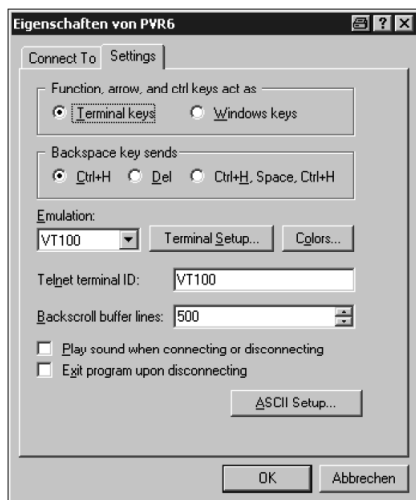 Eigenschaften von PVR6
Connect To Settings
Function, arrow, and ctrl keys act as
Terminal keys Windows keys
Backspace key sends
Ctrl+H Del Ctrl+H, Space, Ctrl+H
Emulation:
VT100 Terminal Setup... Colors...
Telnet terminal ID: VT100
Backscroll buffer lines: 500
Play sound when connecting or disconnecting
Exit program upon disconnecting
ASCII Setup...
OK Abbrechen